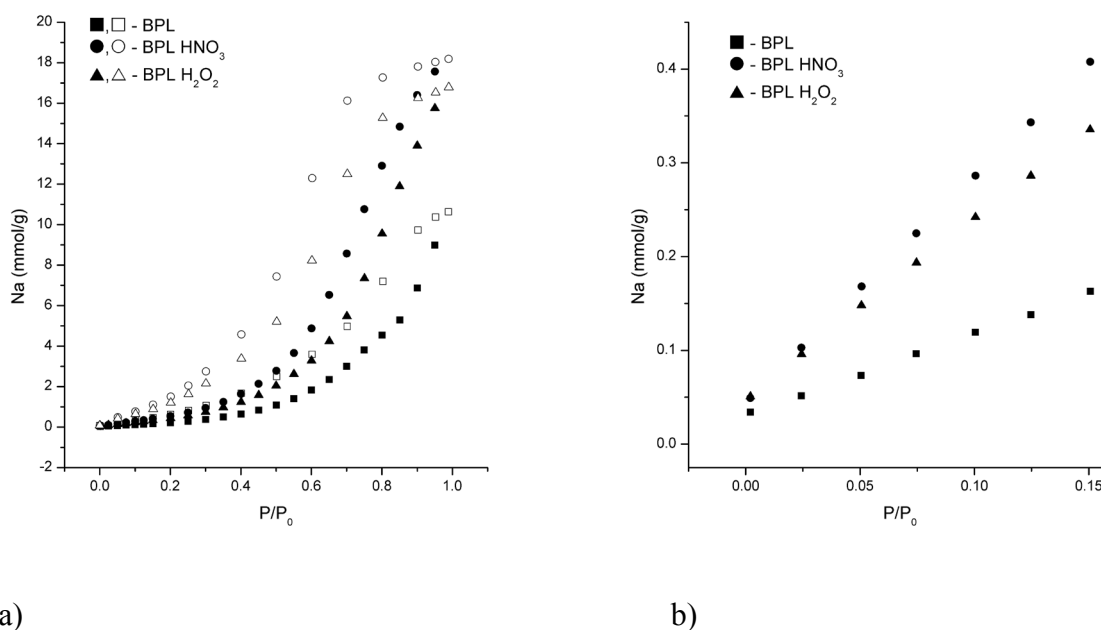 ■,□ - BPL
●,○ - BPL HNO₃
▲,△ - BPL H₂O₂
20
18
16
14
12
10
8
6
4
2
0
-2
Na (mmol/g)
0.0 0.2 0.4 0.6 0.8 1.0
P/P₀
■ - BPL
● - BPL HNO₃
▲ - BPL H₂O₂
0.4
0.3
0.2
0.1
0.0
Na (mmol/g)
0.00 0.05 0.10 0.15
P/P₀
a) b)